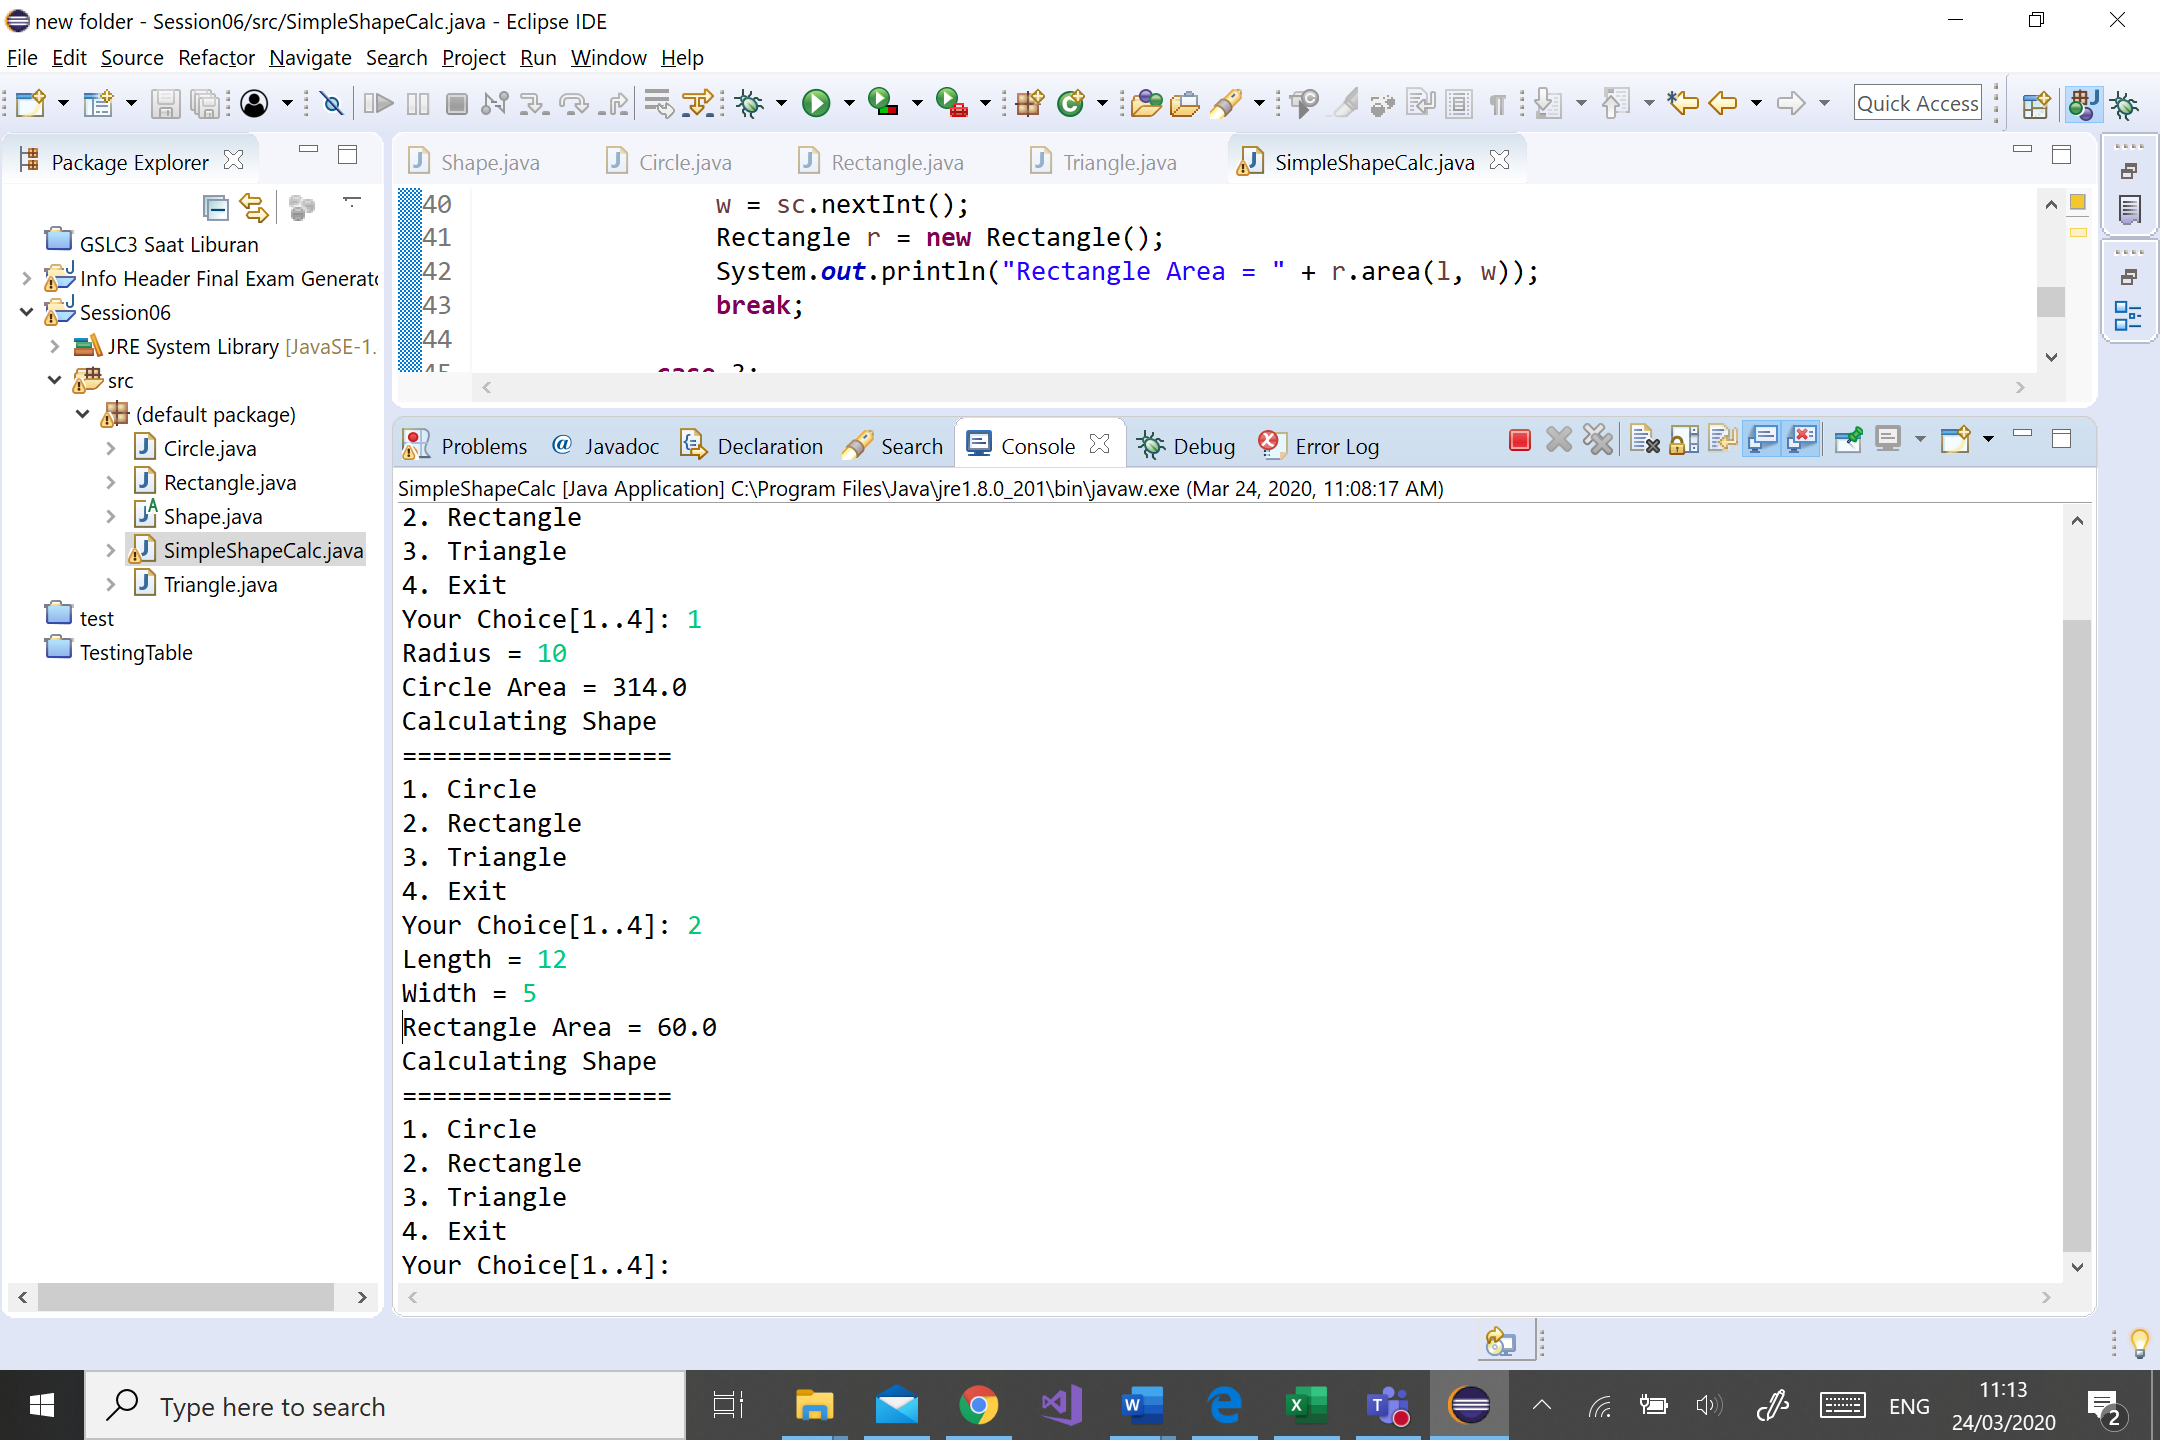 new folder - Session06/src/SimpleShapeCalc.java - Eclipse IDE
File Edit Source Refactor Navigate Search Project Run Window Help
Quick Access
Package Explorer
GSLC3 Saat Liburan
Info Header Final Exam Generat
Session06
JRE System Library [JavaSE-1.
src
(default package)
Circle.java
Rectangle.java
Shape.java
SimpleShapeCalc.java
Triangle.java
test
TestingTable
Shape.java Circle.java Rectangle.java Triangle.java SimpleShapeCalc.java
40 w = sc.nextInt();
41 Rectangle r = new Rectangle();
42 System.out.println("Rectangle Area = " + r.area(l, w));
43 break;
44
45 case 3:
Problems @ Javadoc Declaration Search Console Debug Error Log
SimpleShapeCalc [Java Application] C:\Program Files\Java\jre1.8.0_201\bin\javaw.exe (Mar 24, 2020, 11:08:17 AM)
2. Rectangle
3. Triangle
4. Exit
Your Choice[1..4]: 1
Radius = 10
Circle Area = 314.0
Calculating Shape
==================
1. Circle
2. Rectangle
3. Triangle
4. Exit
Your Choice[1..4]: 2
Length = 12
Width = 5
Rectangle Area = 60.0
Calculating Shape
==================
1. Circle
2. Rectangle
3. Triangle
4. Exit
Your Choice[1..4]:
Type here to search
ENG
11:13
24/03/2020
2